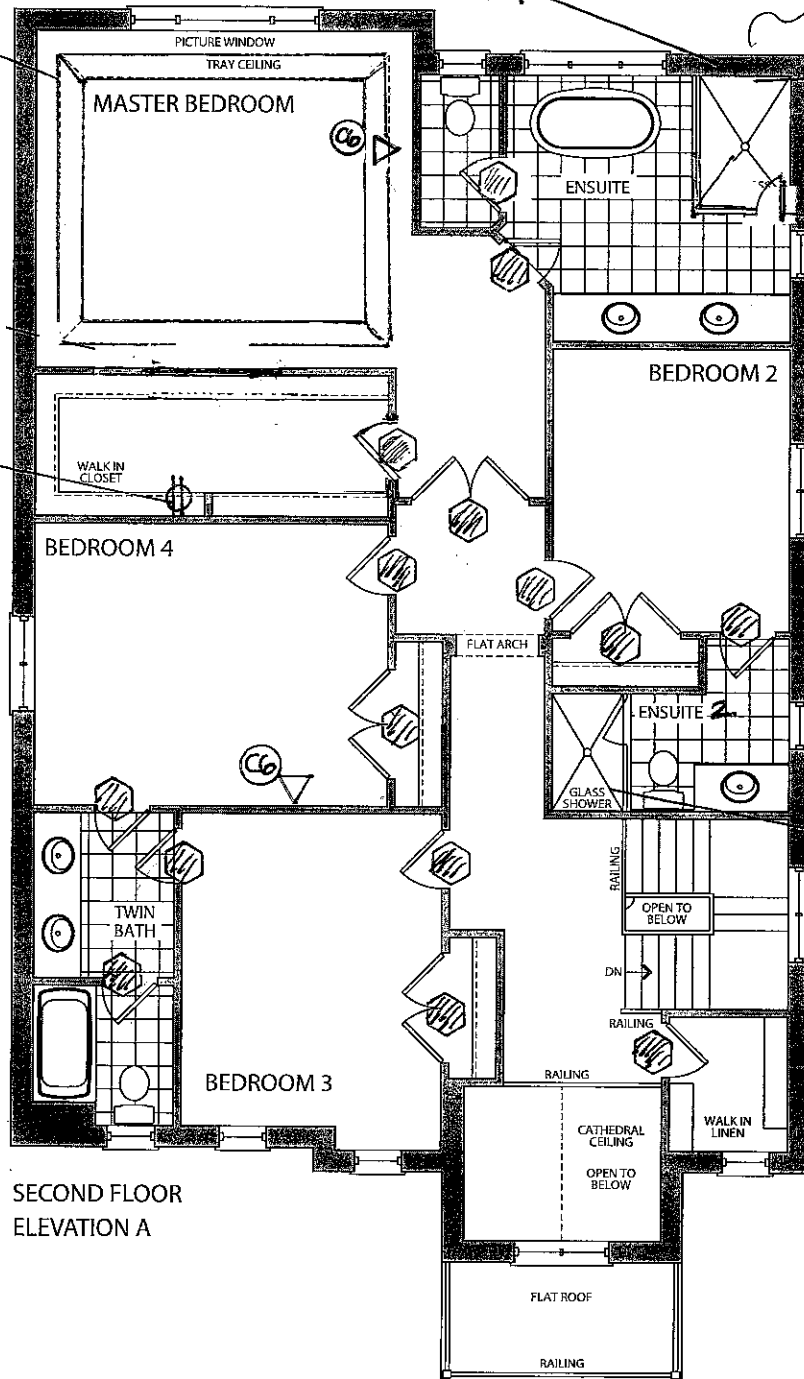 PICTURE WINDOW
TRAY CEILING
MASTER BEDROOM
C6
ENSUITE
BEDROOM 2
WALK IN
CLOSET
BEDROOM 4
FLAT ARCH
ENSUITE 2
C6
GLASS
SHOWER
RAILING
OPEN TO
BELOW
TWIN
BATH
DN
RAILING
BEDROOM 3
RAILING
CATHEDRAL
CEILING
OPEN TO
BELOW
WALK IN
LINEN
SECOND FLOOR
ELEVATION A
FLAT ROOF
RAILING